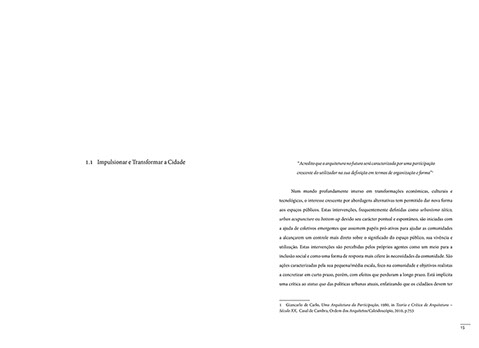 1.1 Impulsionar e Transformar a Cidade
"Acredito que a arquitetura no futuro será caracterizada por uma participação
crescente do utilizador na sua definição em termos de organização e forma"¹
Num mundo profundamente imerso em transformações económicas, culturais e
tecnológicas, o interesse crescente por abordagens alternativas tem permitido dar nova forma
aos espaços públicos. Estas intervenções, frequentemente definidas como urbanismo tático,
urban acupuncture ou bottom-up devido seu carácter pontual e espontâneo, são iniciadas com
a ajuda de coletivos emergentes que assumem papéis pró-ativos para ajudar as comunidades
a alcançarem um controlo mais direto sobre o significado do espaço público, sua vivência e
utilização. Estas intervenções são percebidas pelos próprios agentes como um meio para a
inclusão social e como uma forma de resposta mais célere às necessidades da comunidade. São
ações caracterizadas pela sua pequena/média escala, foco na comunidade e objetivos realistas
a concretizar em curto prazo, porém, com efeitos que perduram a longo prazo. Está implícita
uma crítica ao status quo das políticas urbanas atuais, enfatizando que os cidadãos devem ter
1 Giancarlo de Carlo, Uma Arquitetura da Participação, 1980, in Teoria e Crítica de Arquitetura –
Século XX, Casal de Cambra, Ordem dos Arquitetos/Caleidoscópio, 2010, p.753
15